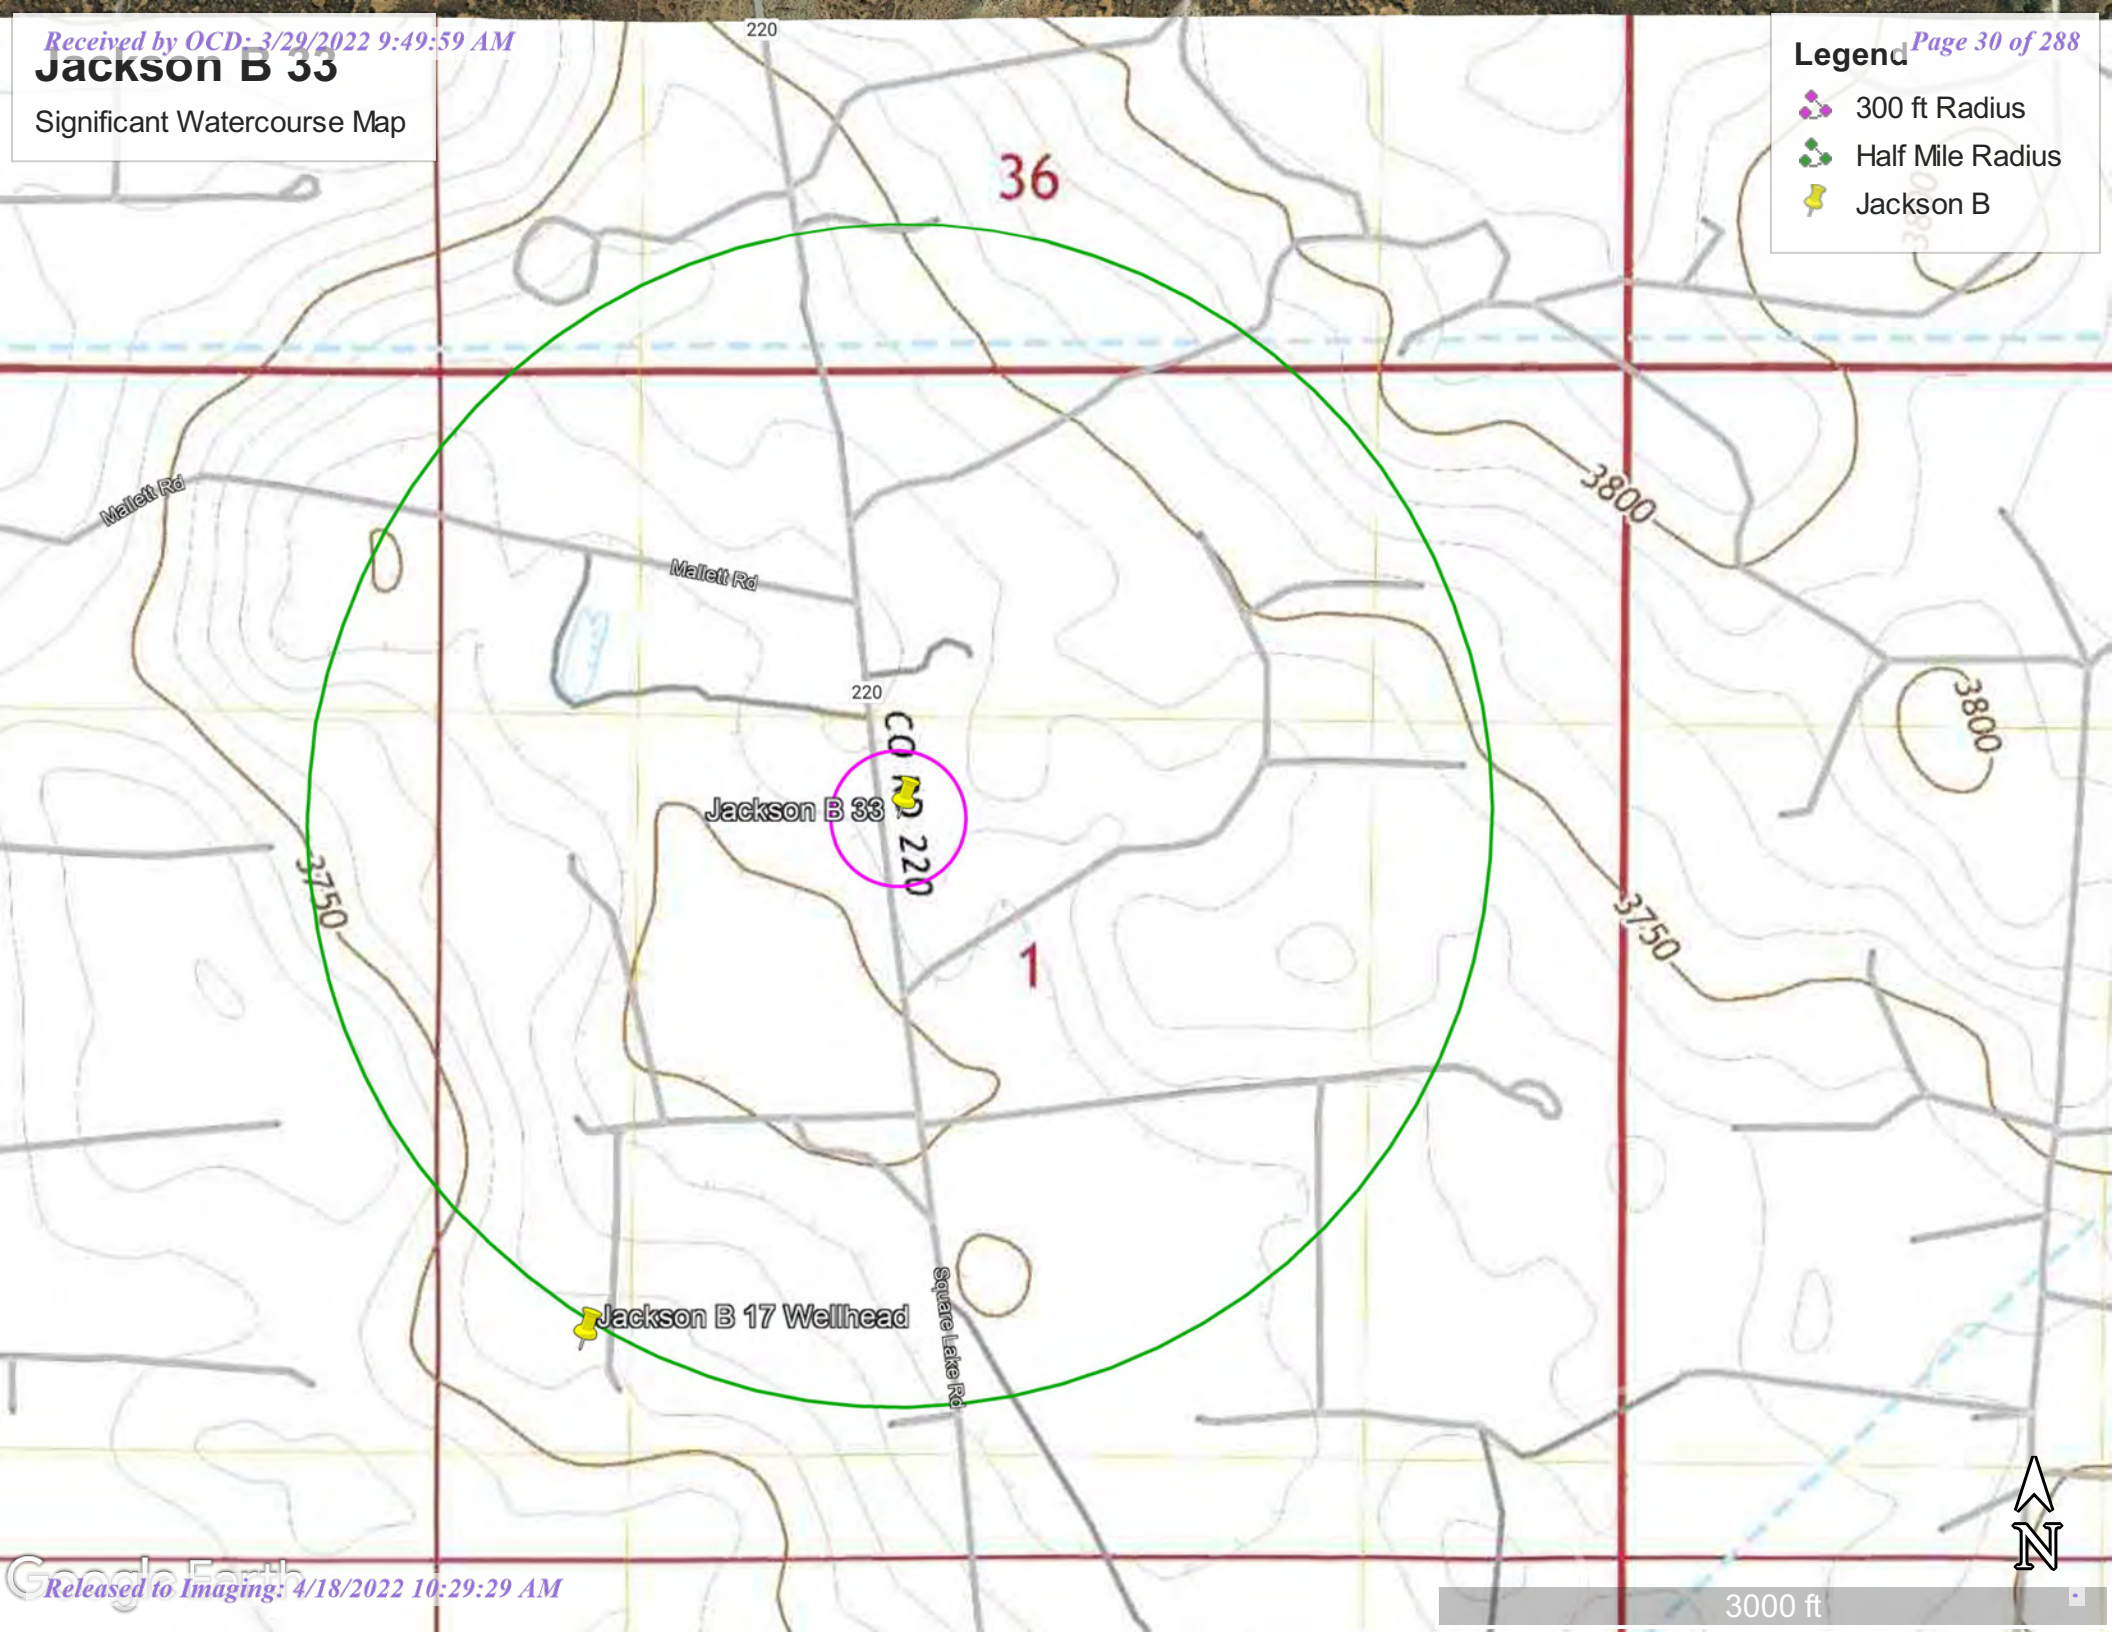 Received by OCD: 3/29/2022 9:49:59 AM
Page 30 of 288
Jackson B 33
Significant Watercourse Map
Legend
300 ft Radius
Half Mile Radius
Jackson B
220
36
3800
Mallett Rd
3800
Mallett Rd
220
3800
CO RD 220
Jackson B 33
3750
3750
1
Jackson B 17 Wellhead
Square Lake Rd
N
Google Earth
Released to Imaging: 4/18/2022 10:29:29 AM
3000 ft